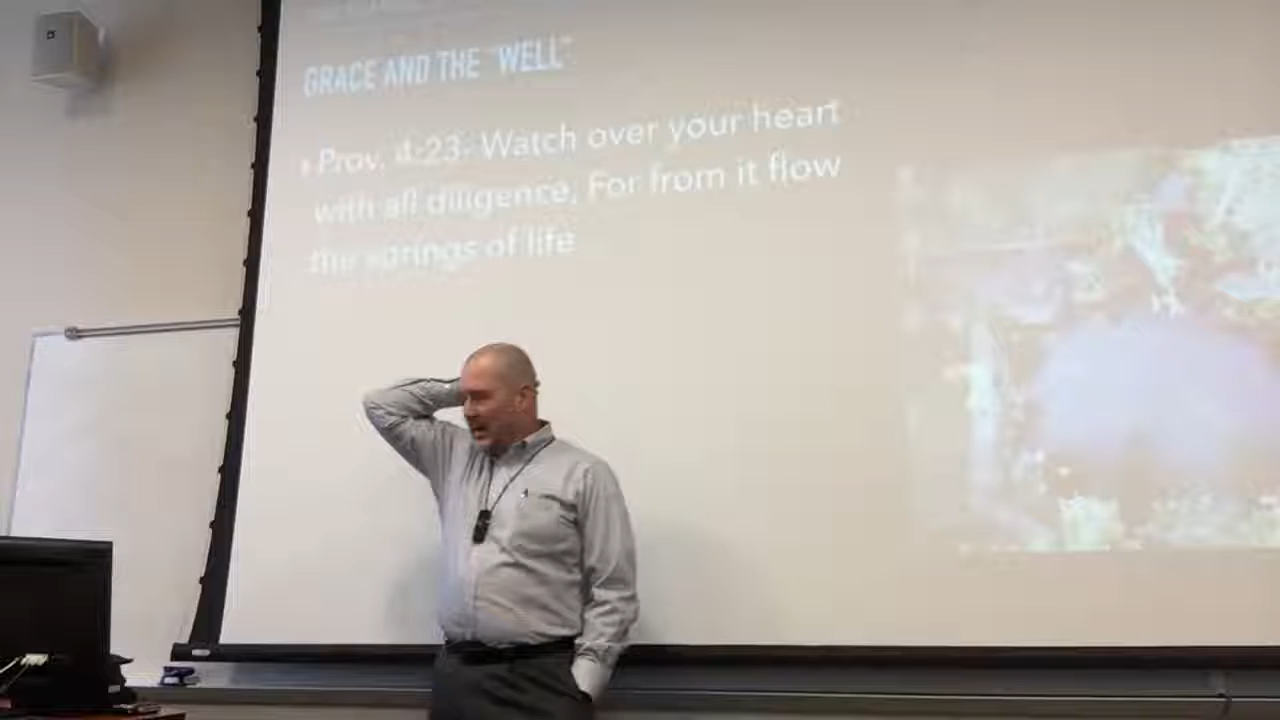 GRACE AND THE "WELL"
Prov. 4:23- Watch over your heart
with all diligence, For from it flow
the springs of life